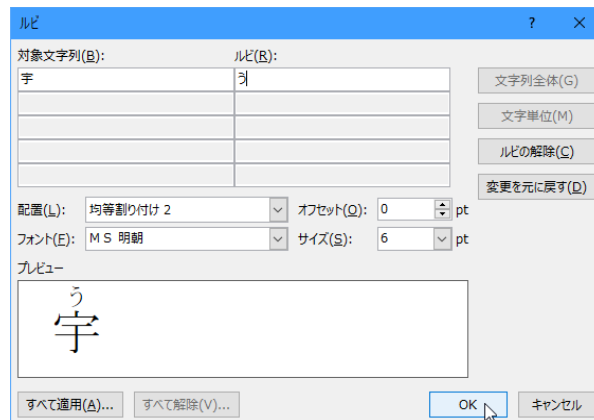 ルビ ? ×
対象文字列(B): ルビ(R):
宇 う
文字列全体(G)
文字単位(M)
ルビの解除(C)
変更を元に戻す(D)
配置(L): 均等割り付け 2 オフセット(O): 0 pt
フォント(F): ＭＳ 明朝 サイズ(S): 6 pt
プレビュー
う
宇
すべて適用(A)... すべて解除(V)... OK キャンセル